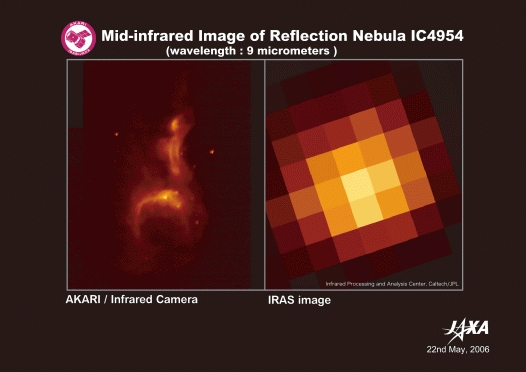 AKARI
Mid-infrared Image of Reflection Nebula IC4954
(wavelength : 9 micrometers )
Infrared Processing and Analysis Center, Caltech/JPL
AKARI / Infrared Camera
IRAS image
JAXA
22nd May, 2006